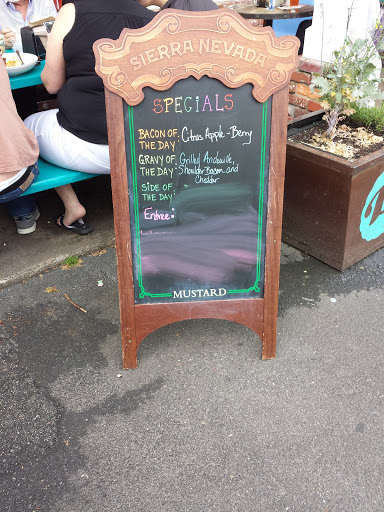 SIERRA NEVADA
SPECIALS
BACON OF THE DAY: Citrus Apple-Berry
GRAVY OF THE DAY: Grilled Andouille, Shoulder Bacon and Cheddar
SIDE OF THE DAY:
Entree:
MUSTARD